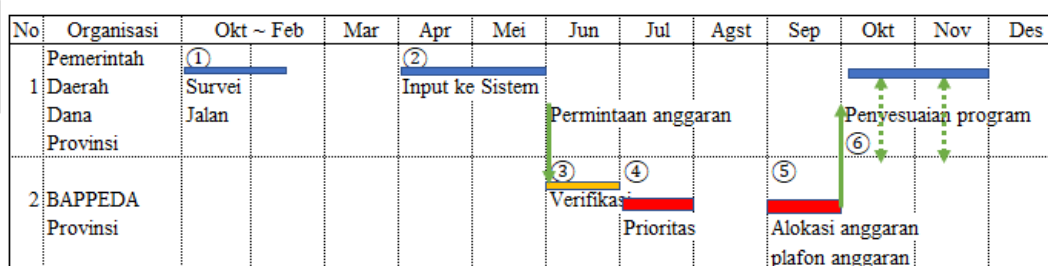 No Organisasi Okt ~ Feb Mar Apr Mei Jun Jul Agst Sep Okt Nov Des
Pemerintah ① ②
1 Daerah Survei Input ke Sistem
Dana Jalan Permintaan anggaran Penyesuaian program
Provinsi ⑥
③ ④ ⑤
2 BAPPEDA Verifikasi
Provinsi Prioritas Alokasi anggaran
plafon anggaran